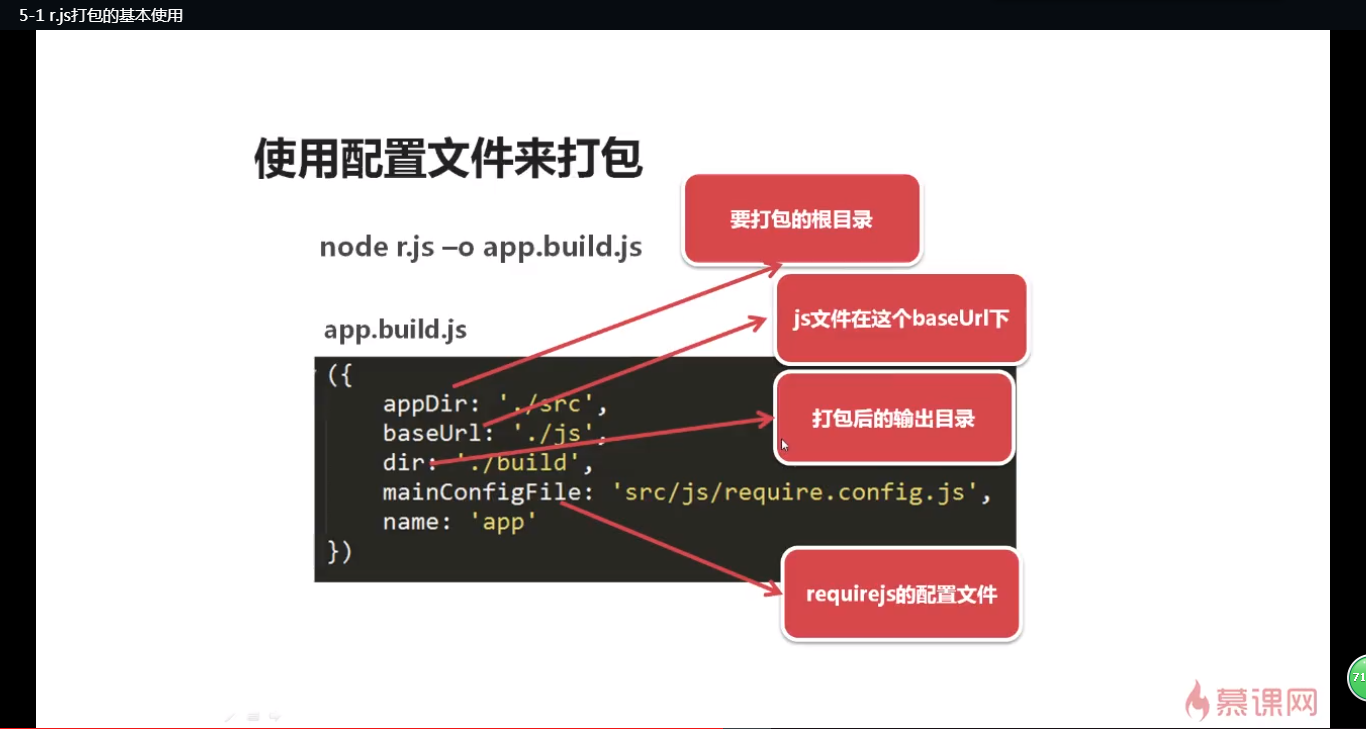 5-1 r.js打包的基本使用
使用配置文件来打包
要打包的根目录
node r.js –o app.build.js
js文件在这个baseUrl下
app.build.js
({
appDir: './src',
baseUrl: './js',
打包后的输出目录
dir: './build',
mainConfigFile: 'src/js/require.config.js',
name: 'app'
})
requirejs的配置文件
71
慕课网